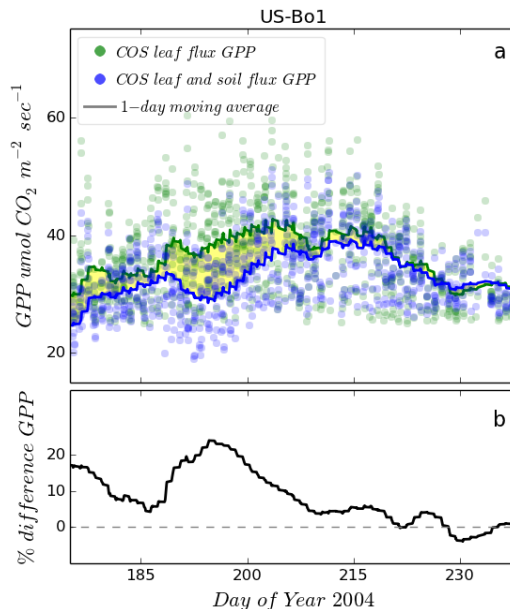 US-Bo1
a
COS leaf flux GPP
COS leaf and soil flux GPP
1-day moving average
60
40
20
GPP umol CO₂ m⁻² sec⁻¹
b
20
10
0
% difference GPP
185 200 215 230
Day of Year 2004